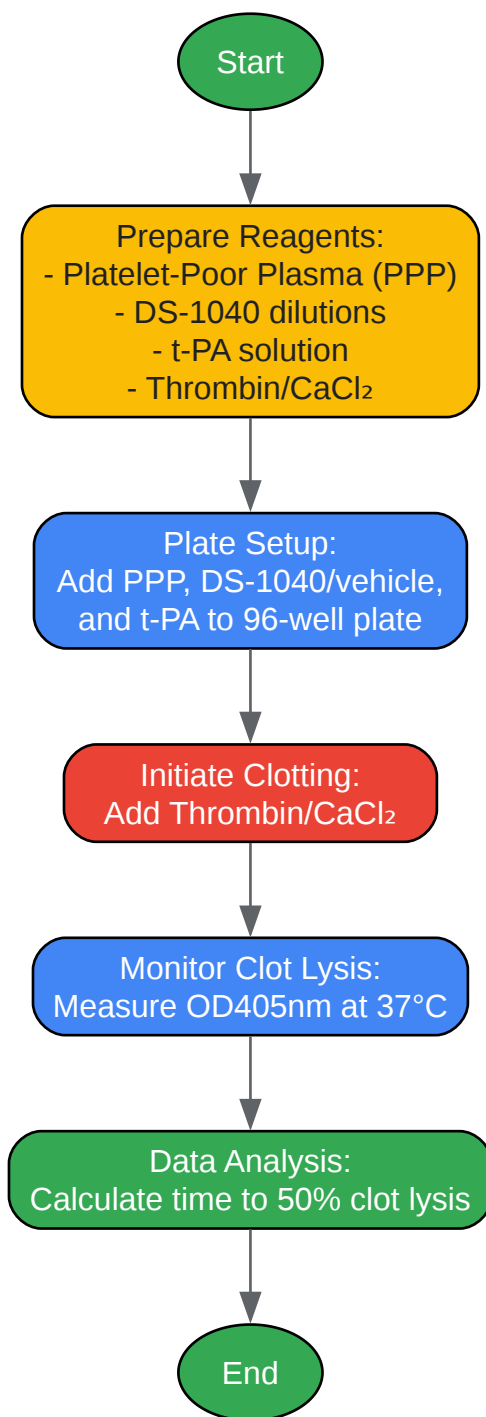 Start
Prepare Reagents:
- Platelet-Poor Plasma (PPP)
- DS-1040 dilutions
- t-PA solution
- Thrombin/CaCl₂
Plate Setup:
Add PPP, DS-1040/vehicle,
and t-PA to 96-well plate
Initiate Clotting:
Add Thrombin/CaCl₂
Monitor Clot Lysis:
Measure OD405nm at 37°C
Data Analysis:
Calculate time to 50% clot lysis
End